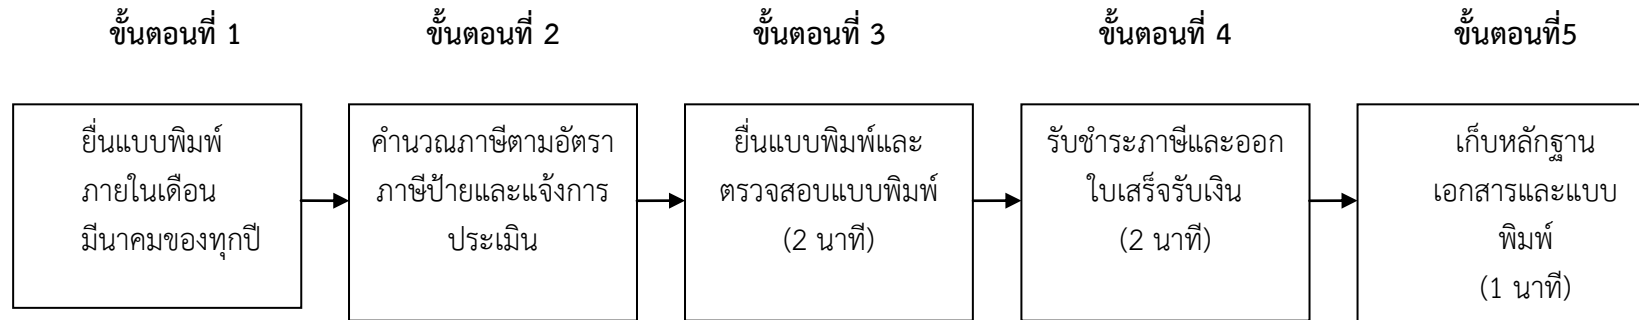 ขั้นตอนที่ 1
ขั้นตอนที่ 2
ขั้นตอนที่ 3
ขั้นตอนที่ 4
ขั้นตอนที่5
ยื่นแบบพิมพ์
ภายในเดือน
มีนาคมของทุกปี
คำนวณภาษีตามอัตรา
ภาษีป้ายและแจ้งการ
ประเมิน
ยื่นแบบพิมพ์และ
ตรวจสอบแบบพิมพ์
(2 นาที)
รับชำระภาษีและออก
ใบเสร็จรับเงิน
(2 นาที)
เก็บหลักฐาน
เอกสารและแบบ
พิมพ์
(1 นาที)